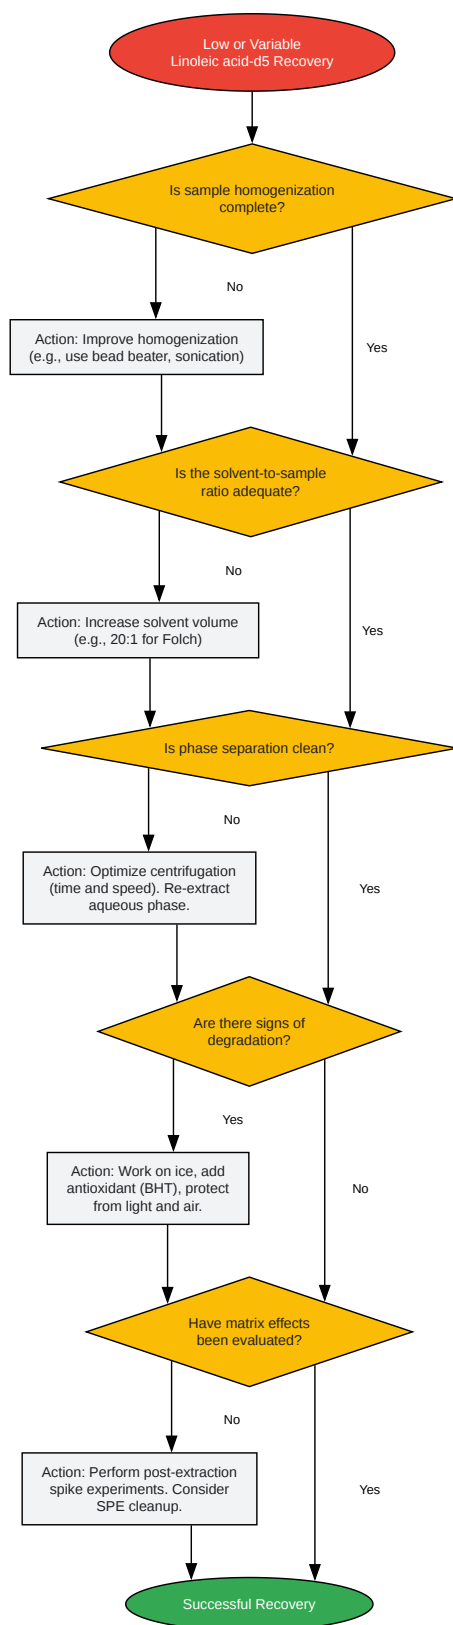 Low or Variable
Linoleic acid-d5 Recovery
Is sample homogenization
complete?
No
Action: Improve homogenization
(e.g., use bead beater, sonication)
Yes
Is the solvent-to-sample
ratio adequate?
No
Action: Increase solvent volume
(e.g., 20:1 for Folch)
Yes
Is phase separation clean?
No
Action: Optimize centrifugation
(time and speed). Re-extract
aqueous phase.
Yes
Are there signs of
degradation?
Yes
Action: Work on ice, add
antioxidant (BHT), protect
from light and air.
No
Have matrix effects
been evaluated?
No
Action: Perform post-extraction
spike experiments. Consider
SPE cleanup.
Yes
Successful Recovery